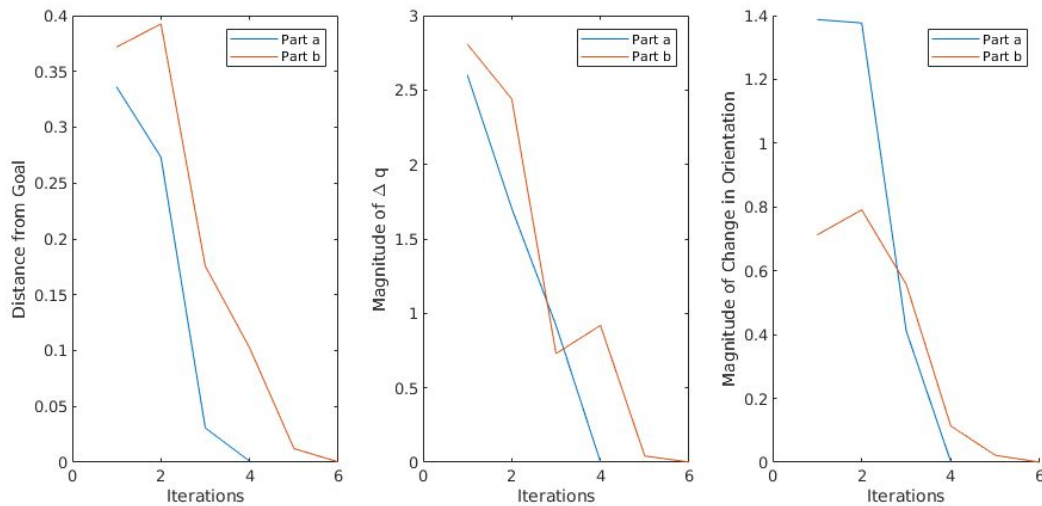 Distance from Goal
0.4
0.35
0.3
0.25
0.2
0.15
0.1
0.05
0
0 2 4 6
Iterations
Part a
Part b
Magnitude of Δ q
3
2.5
2
1.5
1
0.5
0
0 2 4 6
Iterations
Part a
Part b
Magnitude of Change in Orientation
1.4
1.2
1
0.8
0.6
0.4
0.2
0
0 2 4 6
Iterations
Part a
Part b